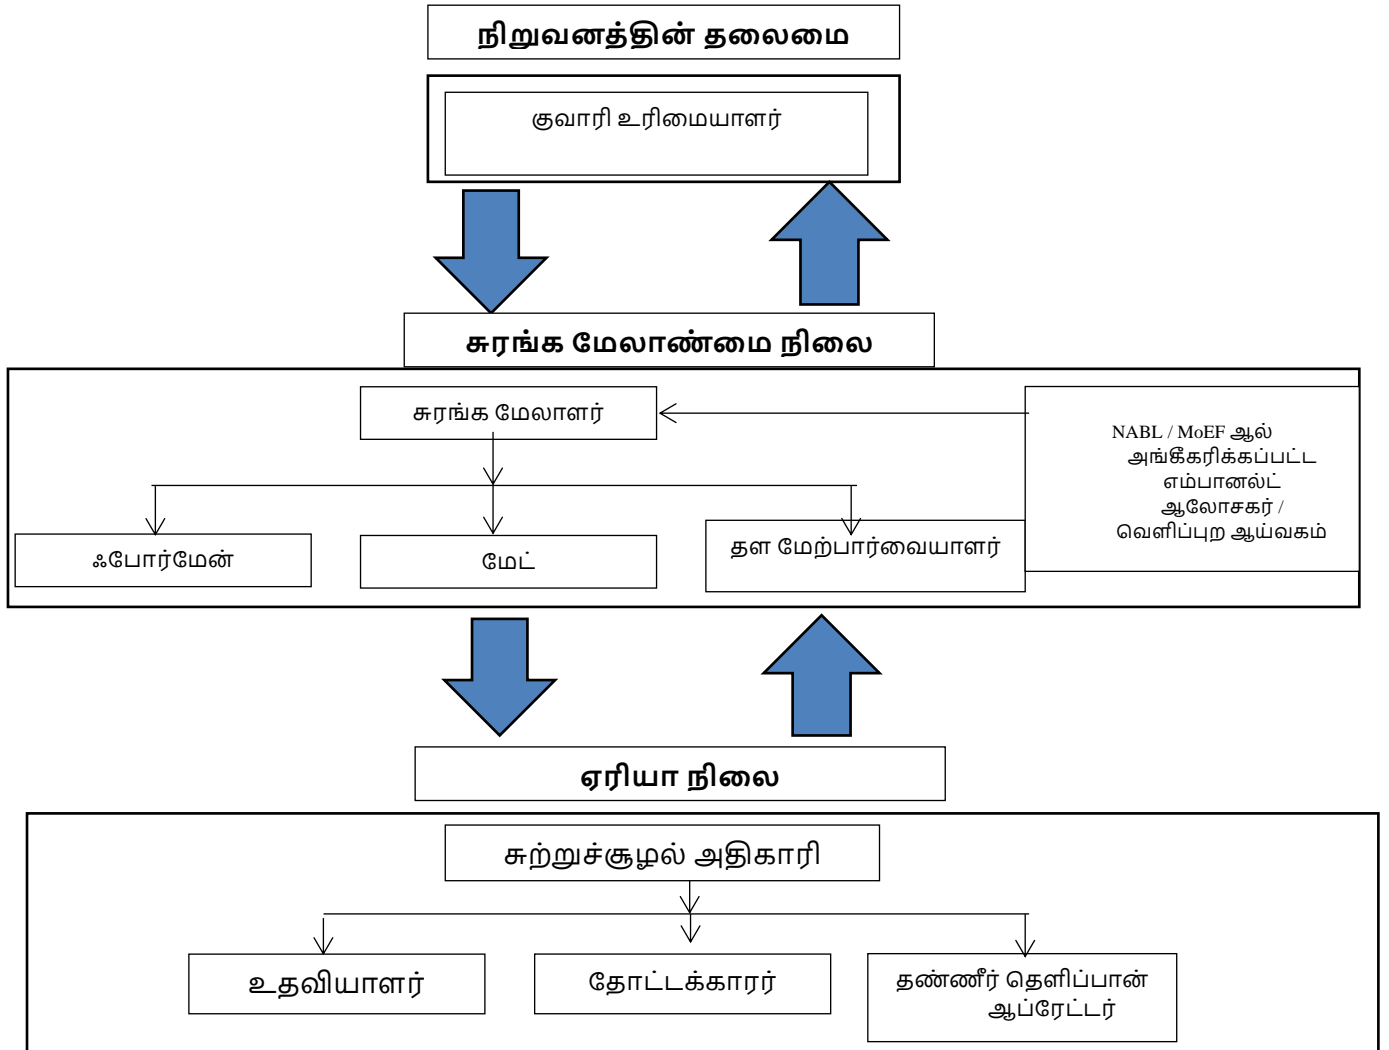 நிறுவனத்தின் தலைமை
குவாரி உரிமையாளர்
சுரங்க மேலாண்மை நிலை
சுரங்க மேலாளர்
NABL / MoEF ஆல்
அங்கீகரிக்கப்பட்ட
எம்பானல்ட்
ஆலோசகர் /
வெளிப்புற ஆய்வகம்
ஃபோர்மேன்
மேட்
தள மேற்பார்வையாளர்
ஏரியா நிலை
சுற்றுச்சூழல் அதிகாரி
உதவியாளர்
தோட்டக்காரர்
தண்ணீர் தெளிப்பான்
ஆப்ரேட்டர்